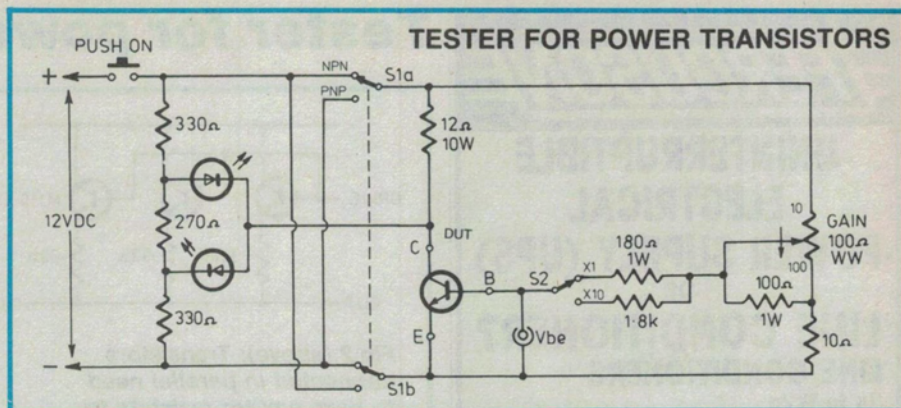 TESTER FOR POWER TRANSISTORS
PUSH ON
+
NPN
S1a
PNP
330Ω
12Ω
10W
12VDC
270Ω
DUT
C
10
GAIN
100Ω
WW
100
180Ω
1W
B
S2
X1
X10
1·8k
100Ω
1W
330Ω
E
Vbe
10Ω
−
S1b